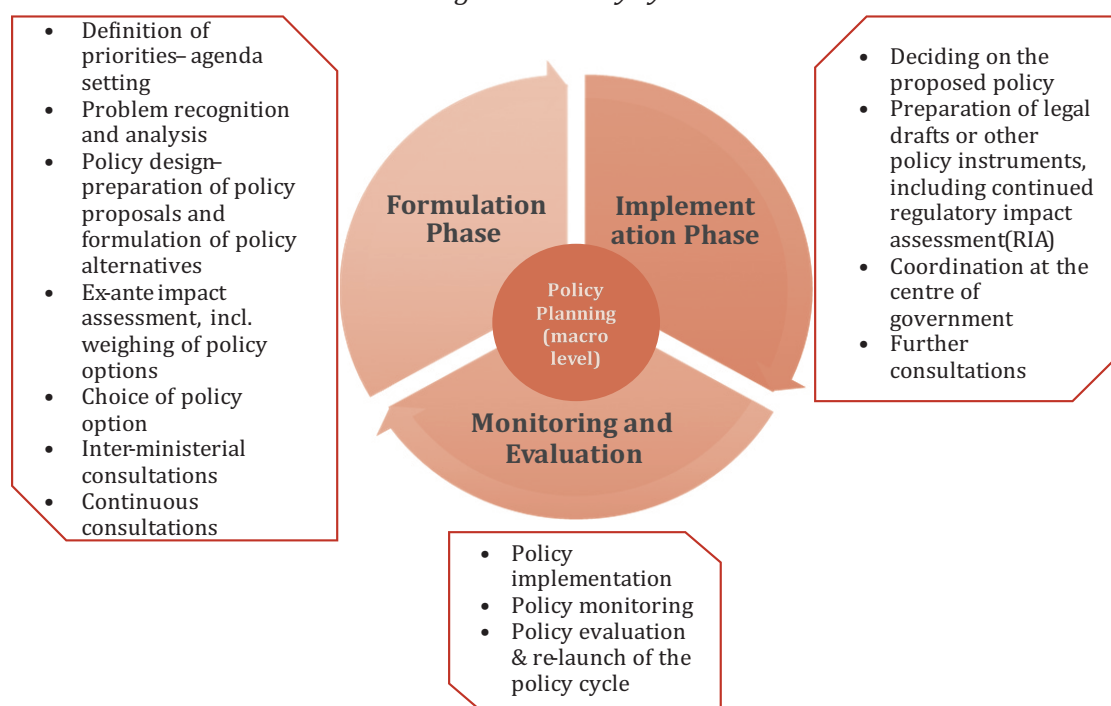 • Definition of
priorities– agenda
setting
• Problem recognition
and analysis
• Policy design–
preparation of policy
proposals and
formulation of policy
alternatives
• Ex-ante impact
assessment, incl.
weighing of policy
options
• Choice of policy
option
• Inter-ministerial
consultations
• Continuous
consultations
Formulation
Phase
Implement
ation Phase
Policy
Planning
(macro
level)
Monitoring and
Evaluation
• Deciding on the
proposed policy
• Preparation of legal
drafts or other
policy instruments,
including continued
regulatory impact
assessment(RIA)
• Coordination at the
centre of
government
• Further
consultations
• Policy
implementation
• Policy monitoring
• Policy evaluation
& re-launch of the
policy cycle